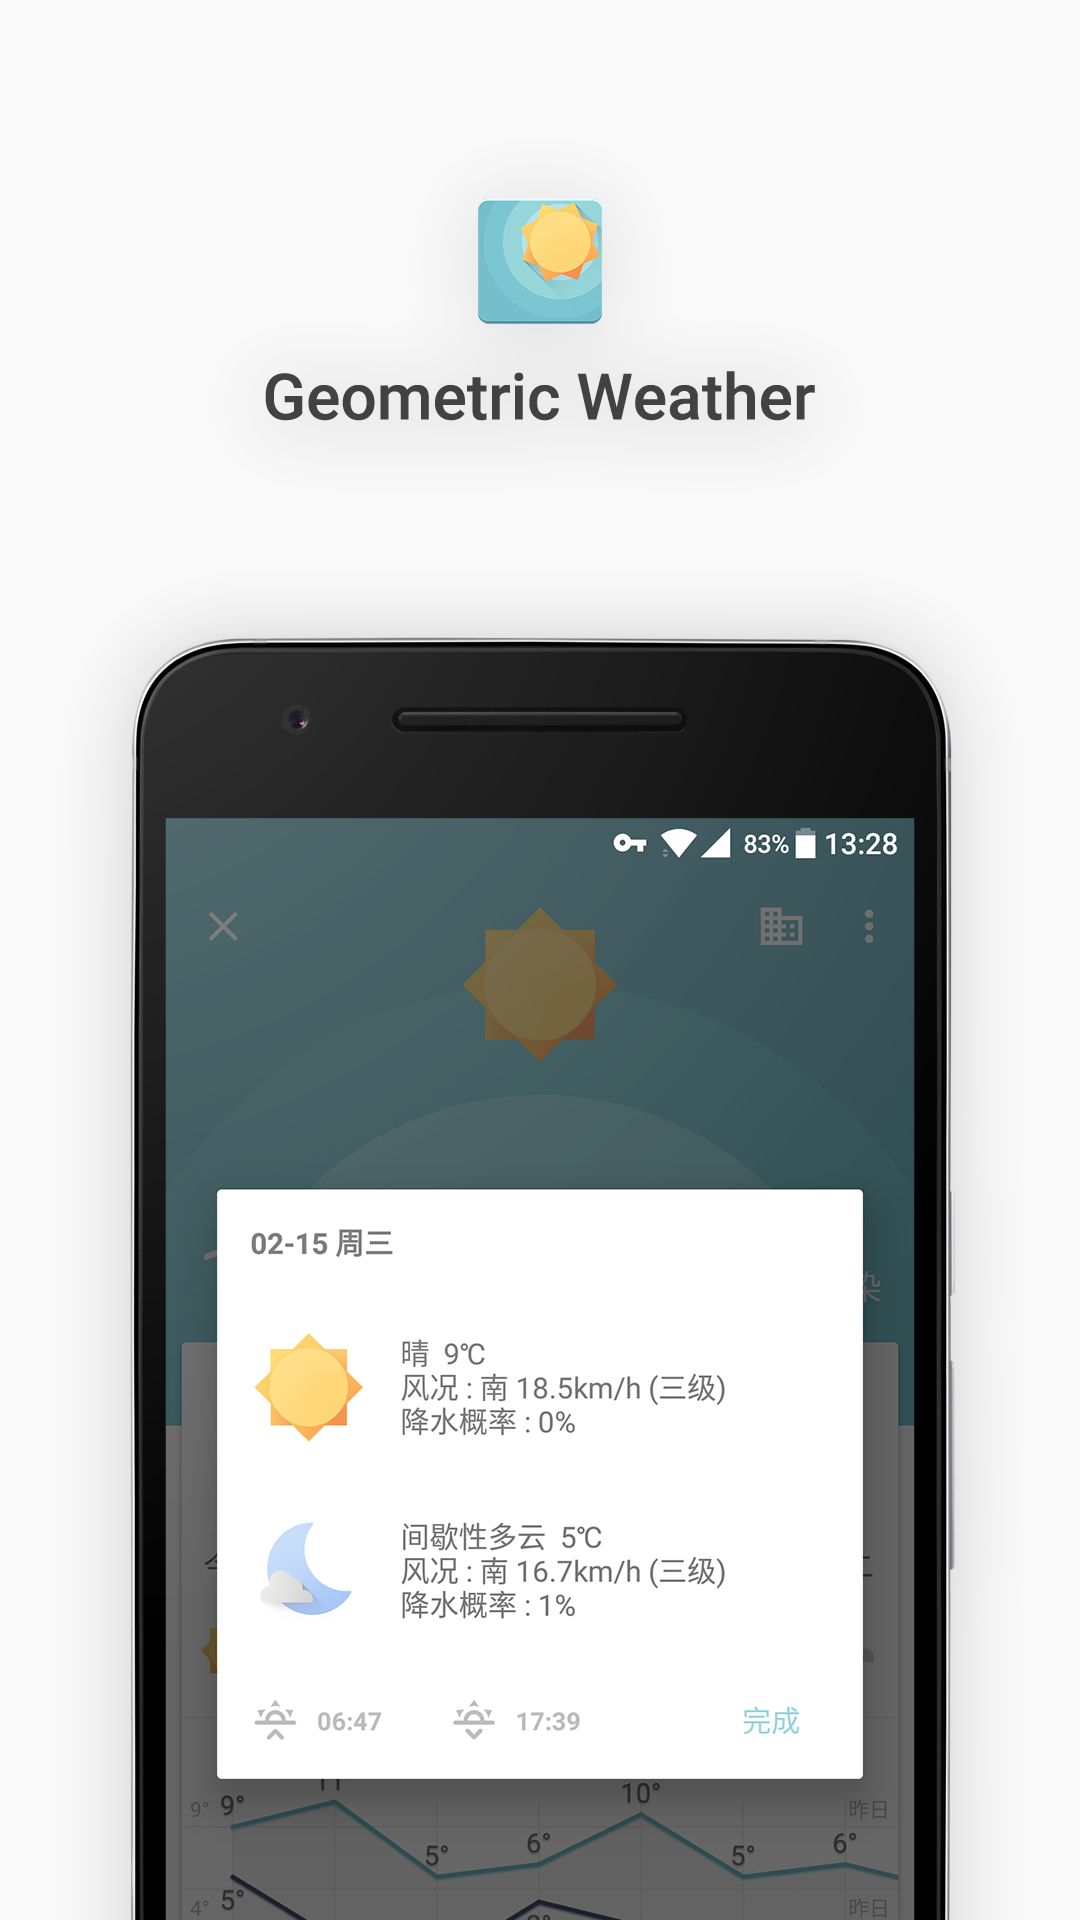 Geometric Weather
83% 13:28
染
02-15 周三
晴 9℃
风况 : 南 18.5km/h (三级)
降水概率 : 0%
间歇性多云 5℃
风况 : 南 16.7km/h (三级)
降水概率 : 1%
06:47 17:39 完成
10°
9° 9° 昨日
5° 6° 5° 6°
4° 5° 昨日